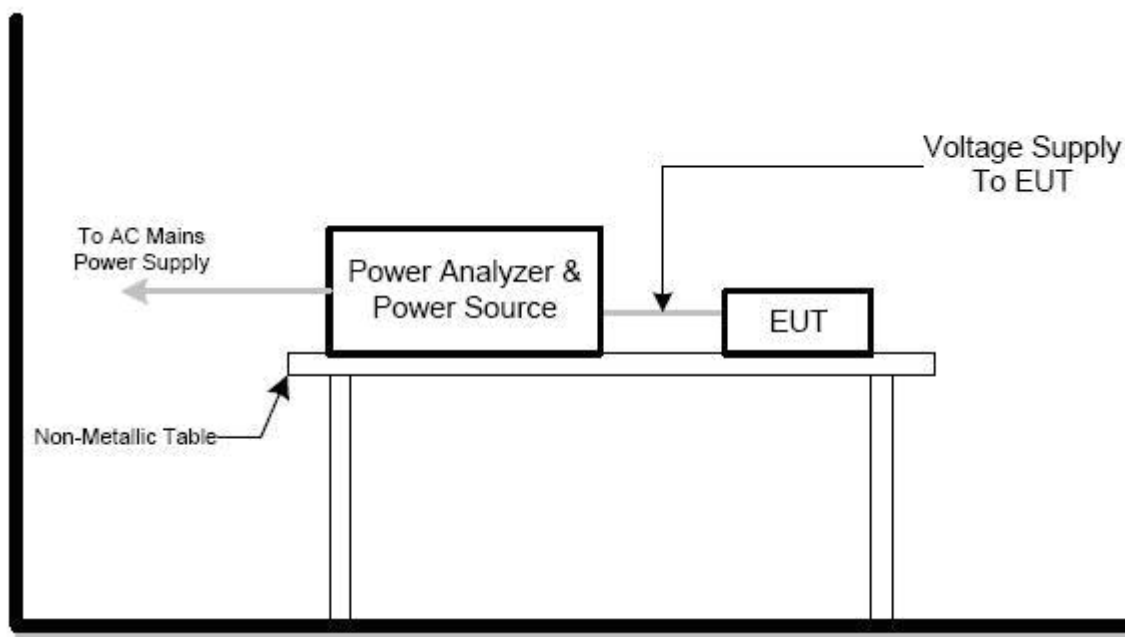 Voltage Supply
To EUT
To AC Mains
Power Supply
Power Analyzer &
Power Source
EUT
Non-Metallic Table